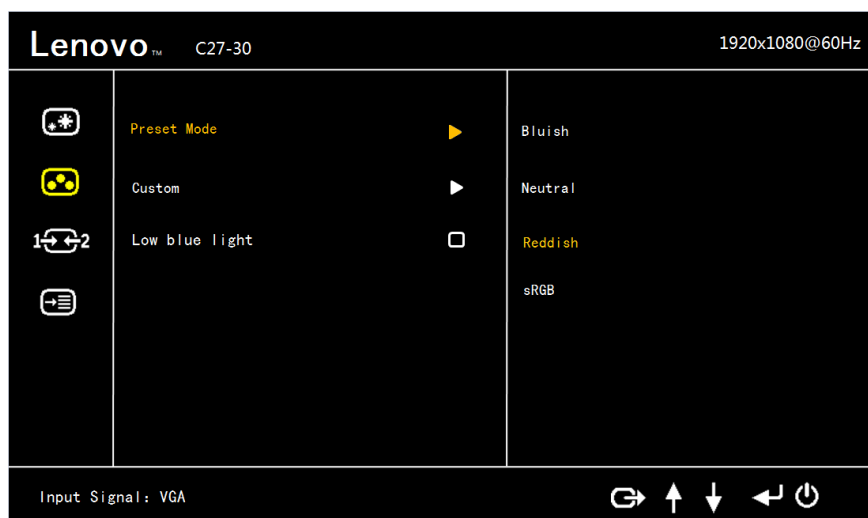 Lenovo™ C27-30 1920x1080@60Hz
Preset Mode
Custom
Low blue light
Bluish
Neutral
Reddish
sRGB
1 2
Input Signal: VGA